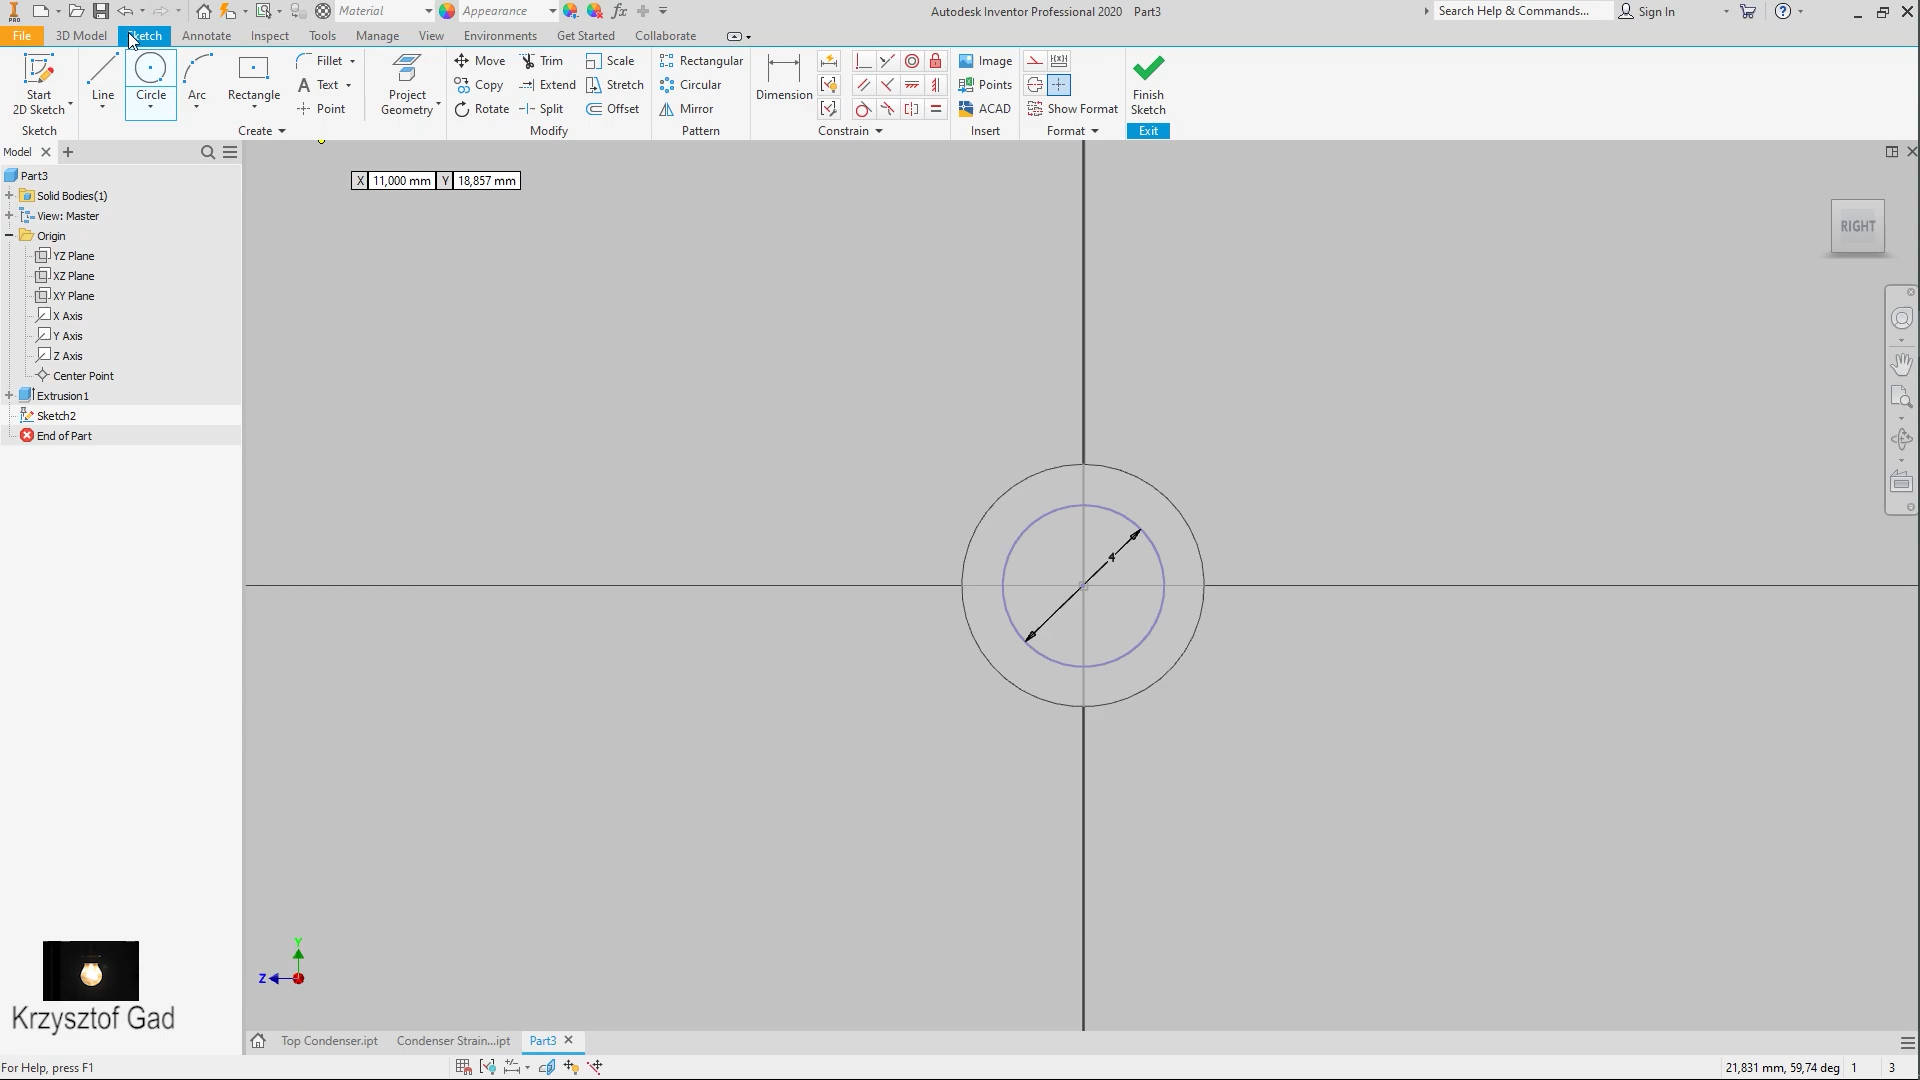 Material Appearance Autodesk Inventor Professional 2020 Part3 Search Help & Commands... Sign In
File 3D Model Sketch Annotate Inspect Tools Manage View Environments Get Started Collaborate
Start 2D Sketch
Line
Circle
Arc
Rectangle
Fillet
Text
Point
Project Geometry
Move Trim Scale
Copy Extend Stretch
Rotate Split Offset
Rectangular
Circular
Mirror
Dimension
Image
Points
ACAD
Show Format
Finish Sketch
Sketch Create Modify Pattern Constrain Insert Format Exit
Model
Part3
Solid Bodies(1)
View: Master
Origin
YZ Plane
XZ Plane
XY Plane
X Axis
Y Axis
Z Axis
Center Point
Extrusion1
Sketch2
End of Part
X 11,000 mm Y 18,857 mm
RIGHT
4
Y
Z
Krzysztof Gad
Top Condenser.ipt Condenser Strain...ipt Part3
For Help, press F1 21,831 mm, 59,74 deg 1 3